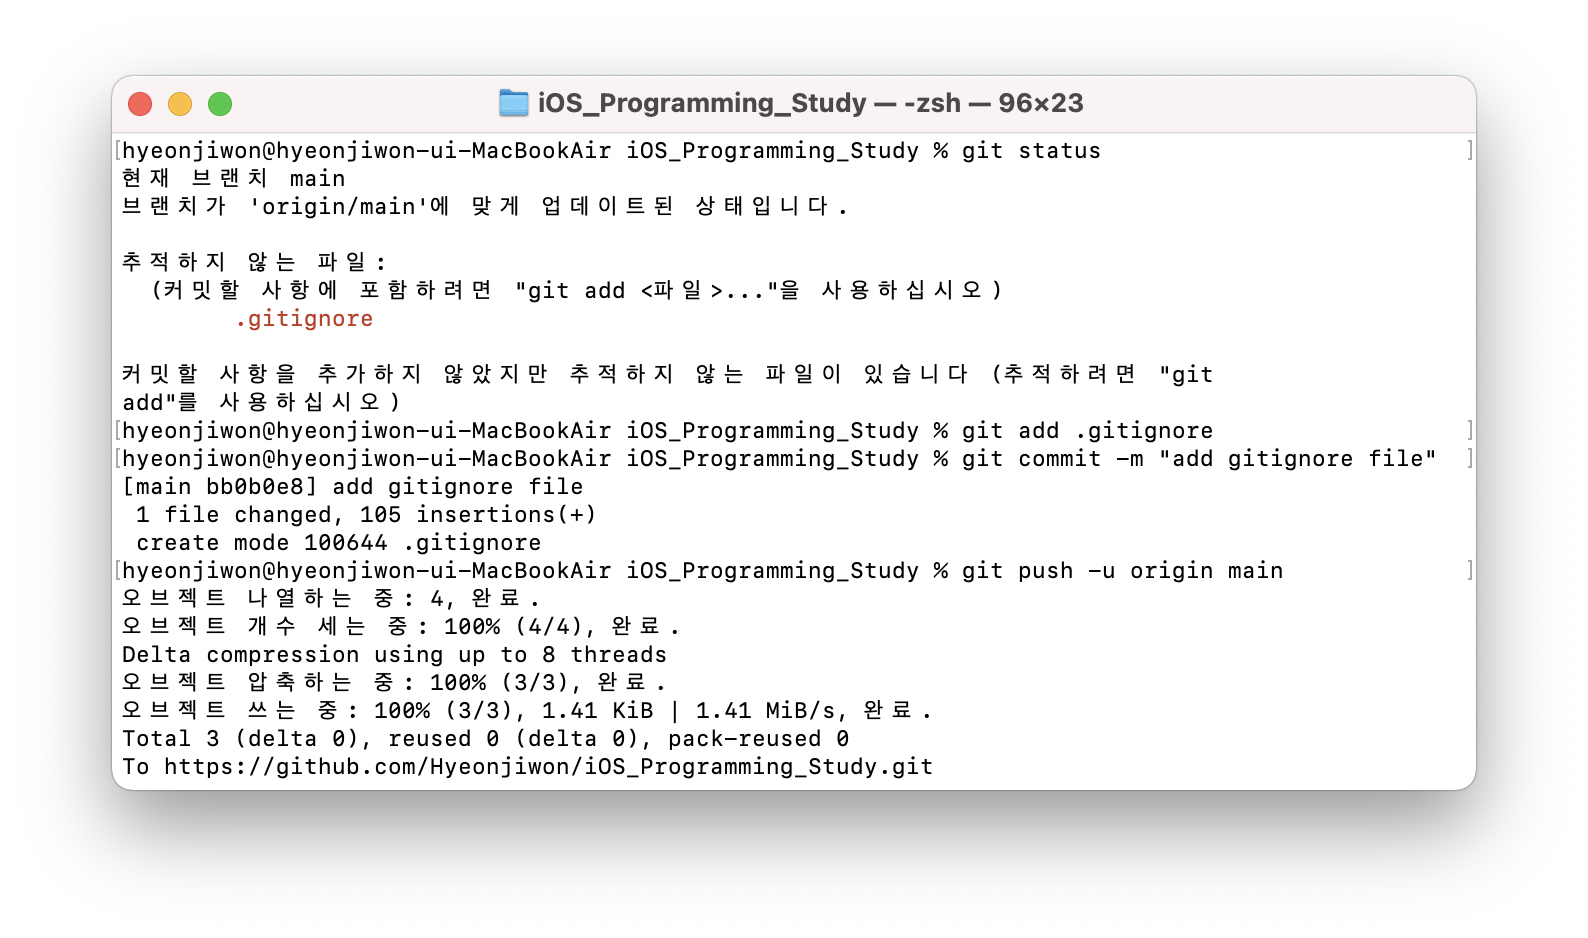 iOS_Programming_Study — -zsh — 96×23
[hyeonjiwon@hyeonjiwon-ui-MacBookAir iOS_Programming_Study % git status ]
현재 브랜치 main
브랜치가 'origin/main'에 맞게 업데이트된 상태입니다.
추적하지 않는 파일:
(커밋할 사항에 포함하려면 "git add <파일>..."을 사용하십시오)
.gitignore
커밋할 사항을 추가하지 않았지만 추적하지 않는 파일이 있습니다 (추적하려면 "git
add"를 사용하십시오)
[hyeonjiwon@hyeonjiwon-ui-MacBookAir iOS_Programming_Study % git add .gitignore ]
[hyeonjiwon@hyeonjiwon-ui-MacBookAir iOS_Programming_Study % git commit -m "add gitignore file" ]
[main bb0b0e8] add gitignore file
1 file changed, 105 insertions(+)
create mode 100644 .gitignore
[hyeonjiwon@hyeonjiwon-ui-MacBookAir iOS_Programming_Study % git push -u origin main ]
오브젝트 나열하는 중: 4, 완료.
오브젝트 개수 세는 중: 100% (4/4), 완료.
Delta compression using up to 8 threads
오브젝트 압축하는 중: 100% (3/3), 완료.
오브젝트 쓰는 중: 100% (3/3), 1.41 KiB | 1.41 MiB/s, 완료.
Total 3 (delta 0), reused 0 (delta 0), pack-reused 0
To https://github.com/Hyeonjiwon/iOS_Programming_Study.git